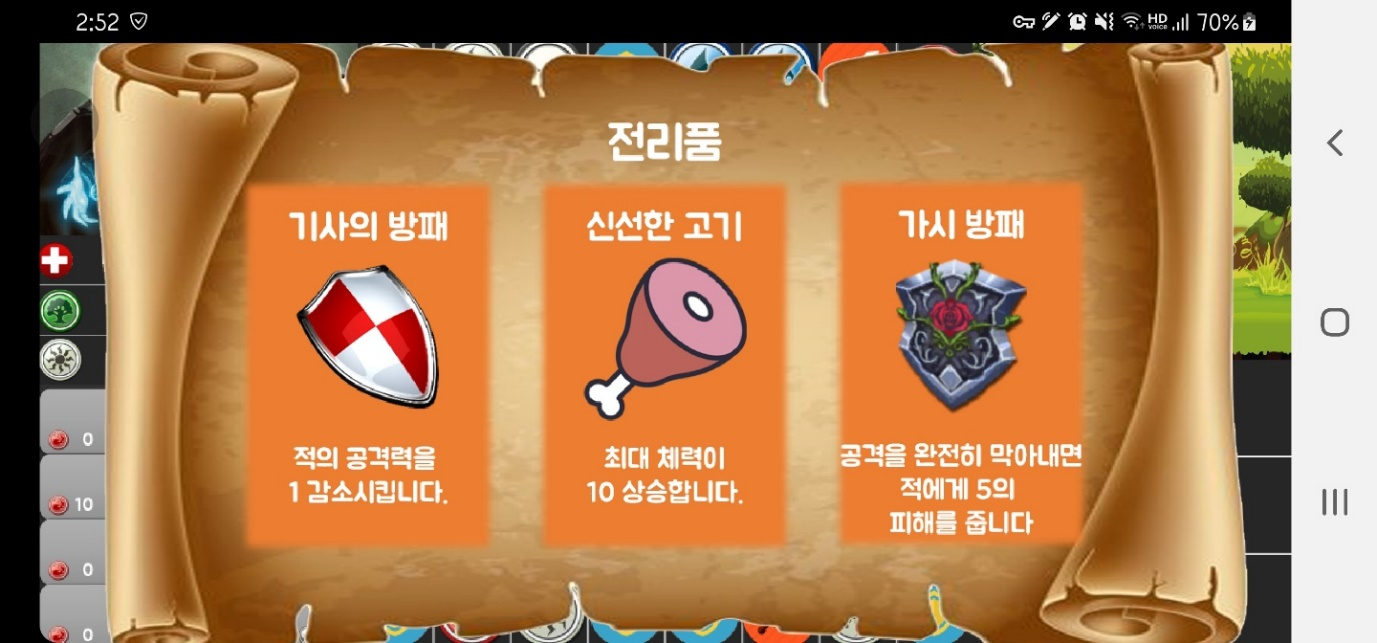 2:52
HD
voice
70%
전리품
기사의 방패
신선한 고기
가시 방패
적의 공격력을
1 감소시킵니다.
최대 체력이
10 상승합니다.
공격을 완전히 막아내면
적에게 5의
피해를 줍니다
0
10
0
0